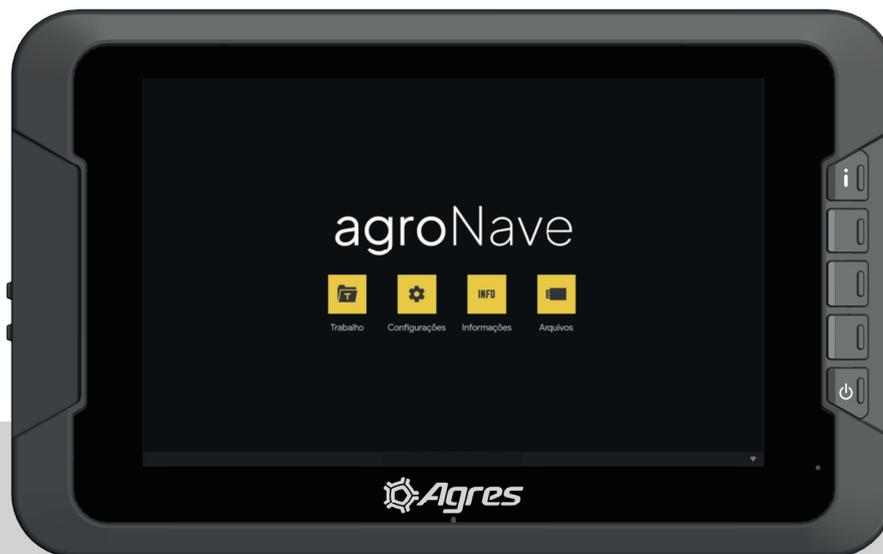 i
agroNave
T
INFO
Trabalho Configurações Informações Arquivos
Agres